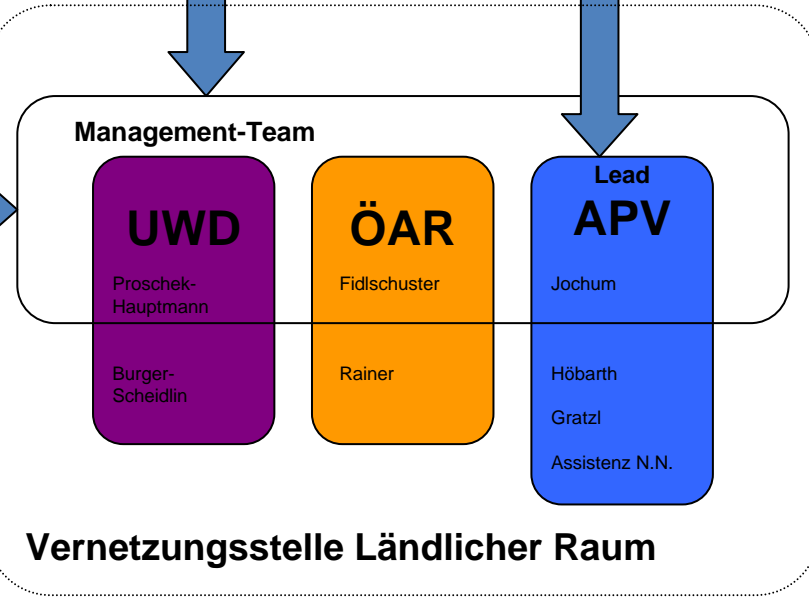 Management-Team
UWD
Proschek-
Hauptmann
Burger-
Scheidlin
ÖAR
Fidlschuster
Rainer
Lead
APV
Jochum
Höbarth
Gratzl
Assistenz N.N.
Vernetzungsstelle Ländlicher Raum